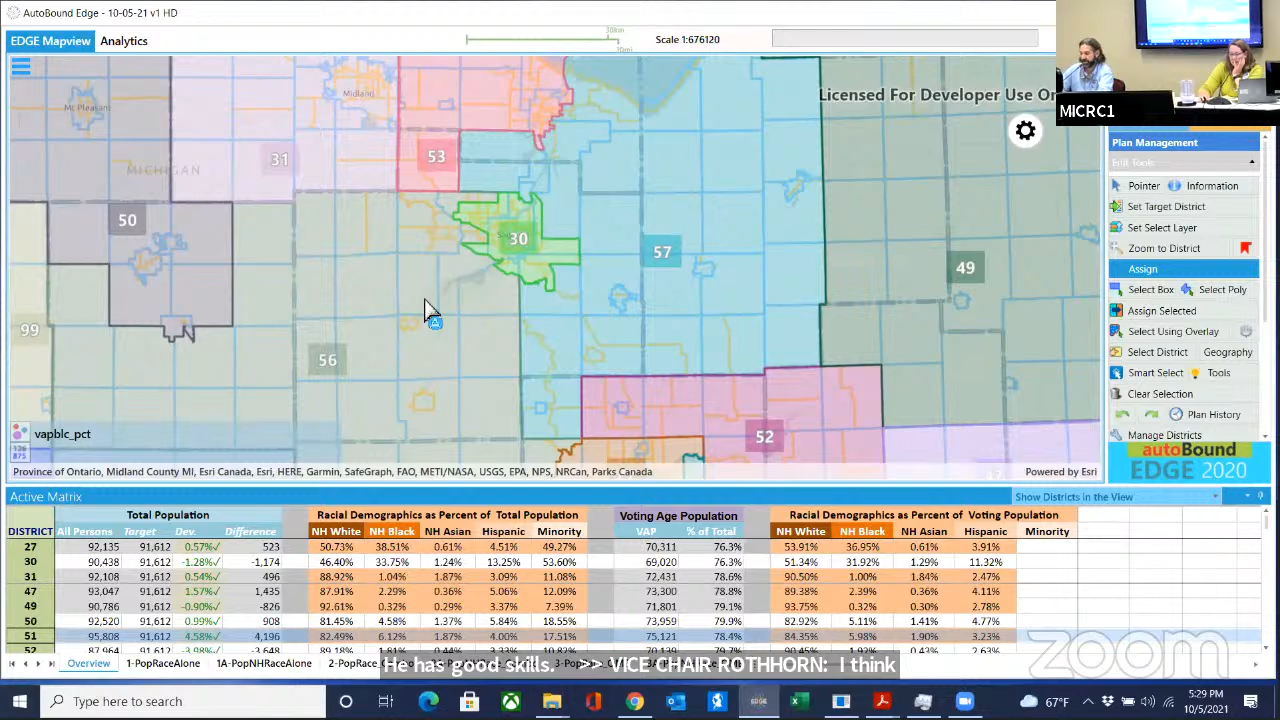 AutoBound Edge - 10-05-21 v1 HD
EDGE Mapview Analytics
30km
20mi
Scale 1:676120
Licensed For Developer Use On
MICRC1
Mt Pleasant
Midland
MICHIGAN
31
53
50
30
57
49
99
56
52
vapblc_pct
126
875
Province of Ontario, Midland County MI, Esri Canada, Esri, HERE, Garmin, SafeGraph, FAO, METI/NASA, USGS, EPA, NPS, NRCan, Parks Canada
Powered by Esri
Plan Management
Edit Tools
Pointer Information
Set Target District
Set Select Layer
Zoom to District
Assign
Select Box Select Poly
Assign Selected
Select Using Overlay
Select District Geography
Smart Select Tools
Clear Selection
Plan History
Manage Districts
autoBound
EDGE 2020
Active Matrix
Show Districts in the View
Total Population Racial Demographics as Percent of Total Population Voting Age Population Racial Demographics as Percent of Voting Population
DISTRICT All Persons Target Dev. Difference NH White NH Black NH Asian Hispanic Minority VAP % of Total NH White NH Black NH Asian Hispanic Minority
27 92,135 91,612 0.57%✓ 523 50.73% 38.51% 0.61% 4.51% 49.27% 70,311 76.3% 53.91% 36.95% 0.61% 3.91%
30 90,438 91,612 -1.28%✓ -1,174 46.40% 33.75% 1.24% 13.25% 53.60% 69,020 76.3% 51.34% 31.92% 1.29% 11.32%
31 92,108 91,612 0.54%✓ 496 88.92% 1.04% 1.87% 3.09% 11.08% 72,431 78.6% 90.50% 1.00% 1.84% 2.47%
47 93,047 91,612 1.57%✓ 1,435 87.91% 2.29% 0.36% 5.06% 12.09% 73,300 78.8% 89.38% 2.39% 0.36% 4.11%
49 90,786 91,612 -0.90%✓ -826 92.61% 0.32% 0.29% 3.37% 7.39% 71,801 79.1% 93.75% 0.32% 0.30% 2.78%
50 92,520 91,612 0.99%✓ 908 81.45% 4.58% 1.37% 5.84% 18.55% 73,959 79.9% 82.92% 5.11% 1.41% 4.77%
51 95,808 91,612 4.58%✓ 4,196 82.49% 6.12% 1.87% 4.00% 17.51% 75,121 78.4% 84.35% 5.98% 1.90% 3.23%
Overview 1-PopRaceAlone 1A-PopNHRaceAlone
He has good skills. >> VICE CHAIR ROTHHORN: I think
zoom
Type here to search
67°F
5:29 PM
10/5/2021